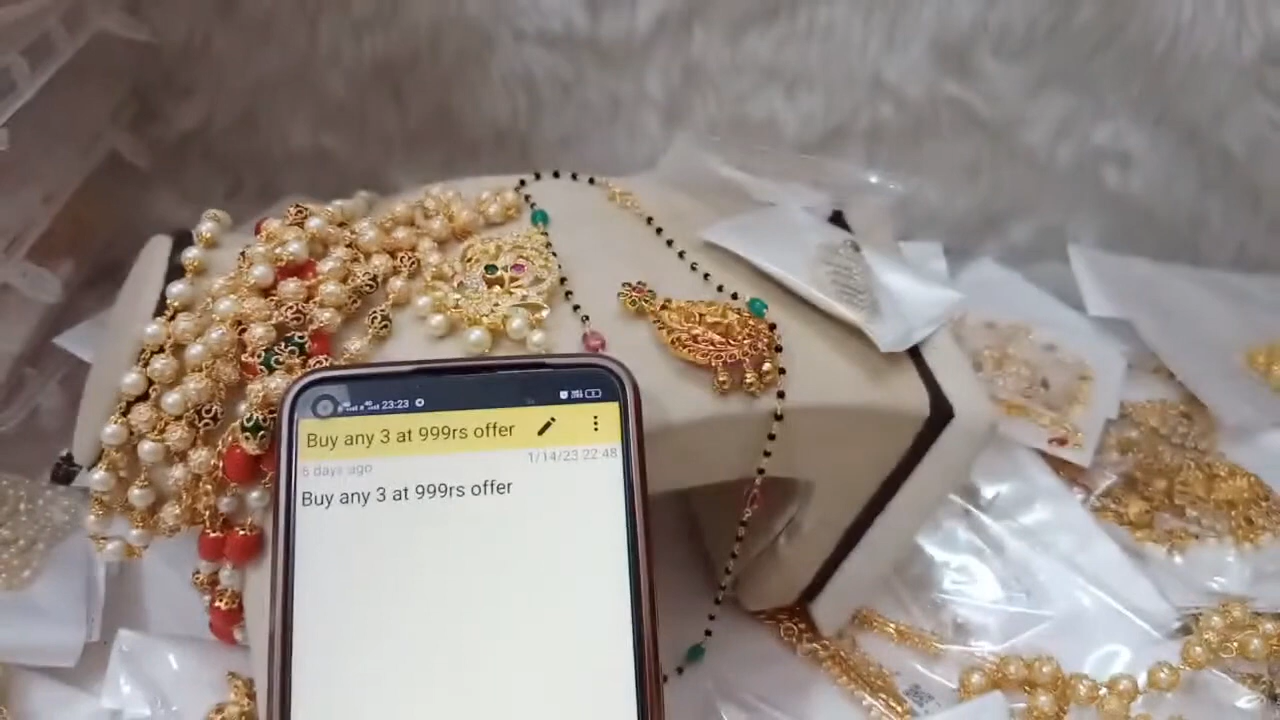 23:23
Buy any 3 at 999rs offer
6 days ago
1/14/23 22:48
Buy any 3 at 999rs offer